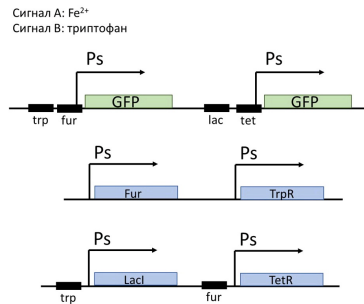 Сигнал А: Fe²⁺
Сигнал В: триптофан
Ps Ps
GFP GFP
trp fur lac tet
Ps Ps
Fur TrpR
Ps Ps
LacI TetR
trp fur